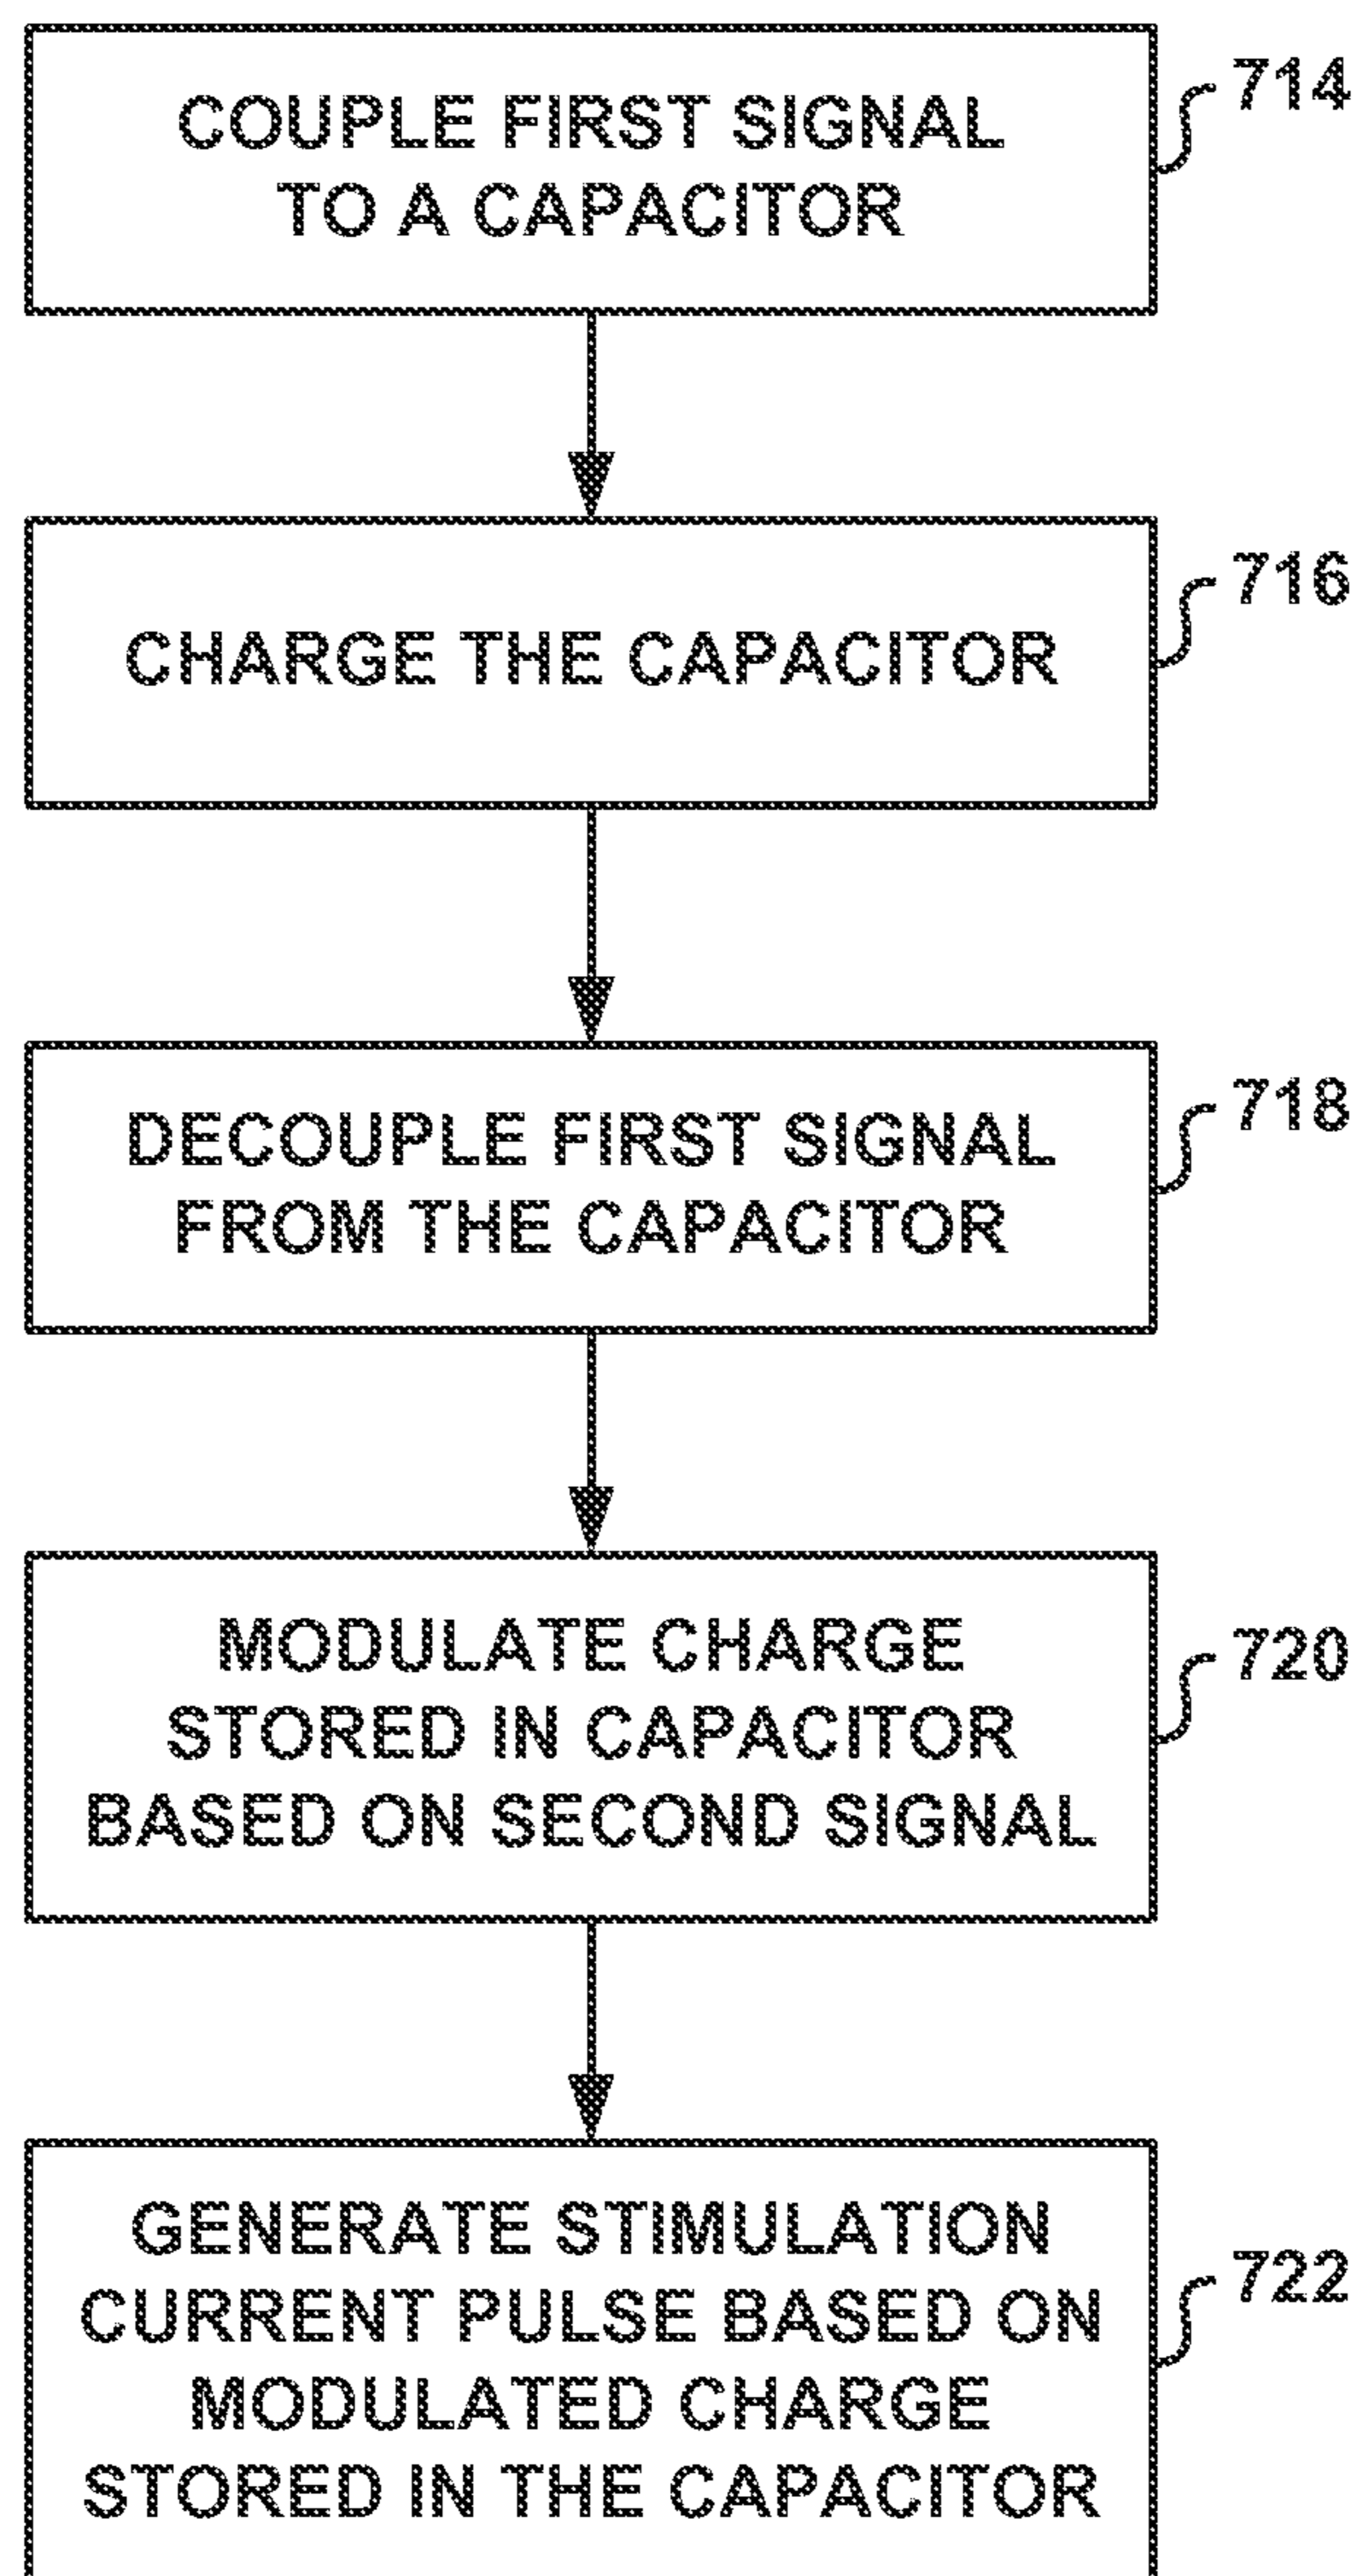 COUPLE FIRST SIGNAL
TO A CAPACITOR
714
CHARGE THE CAPACITOR
716
DECOUPLE FIRST SIGNAL
FROM THE CAPACITOR
718
MODULATE CHARGE
STORED IN CAPACITOR
BASED ON SECOND SIGNAL
720
GENERATE STIMULATION
CURRENT PULSE BASED ON
MODULATED CHARGE
STORED IN THE CAPACITOR
722